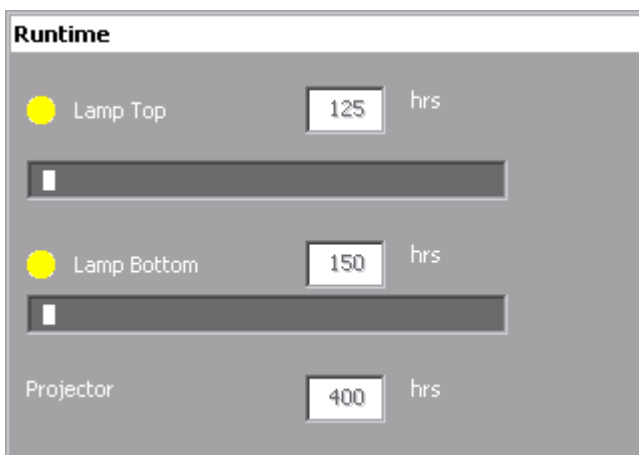 Runtime
Lamp Top 125 hrs
Lamp Bottom 150 hrs
Projector 400 hrs